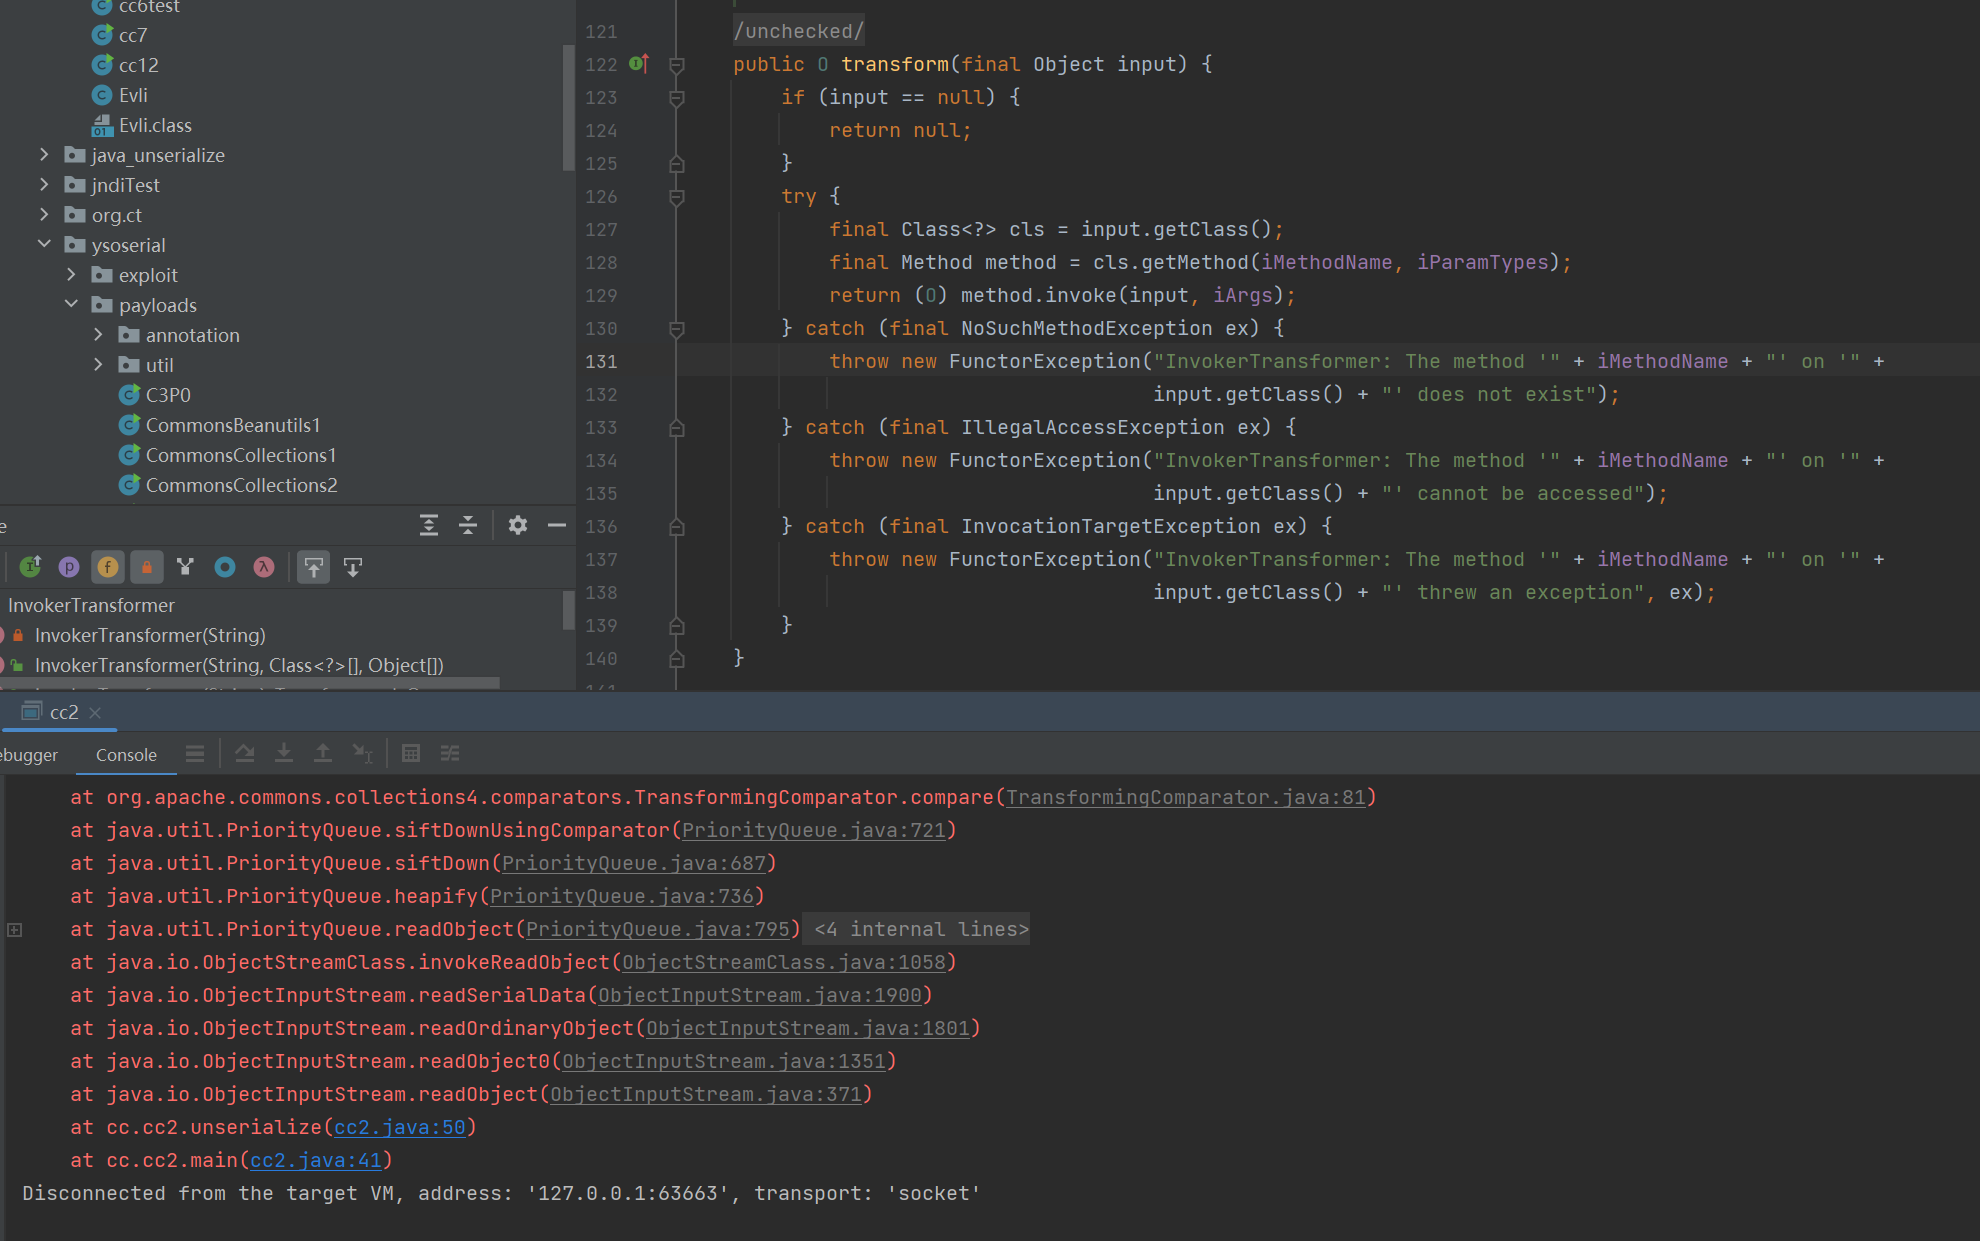 cc6test
cc7
cc12
Evli
Evli.class
java_unserialize
jndiTest
org.ct
ysoserial
exploit
payloads
annotation
util
C3P0
CommonsBeanutils1
CommonsCollections1
CommonsCollections2
InvokerTransformer
InvokerTransformer(String)
InvokerTransformer(String, Class<?>[], Object[])
121 /unchecked/
122 public O transform(final Object input) {
123 if (input == null) {
124 return null;
125 }
126 try {
127 final Class<?> cls = input.getClass();
128 final Method method = cls.getMethod(iMethodName, iParamTypes);
129 return (O) method.invoke(input, iArgs);
130 } catch (final NoSuchMethodException ex) {
131 throw new FunctorException("InvokerTransformer: The method '" + iMethodName + "' on '" +
132 input.getClass() + "' does not exist");
133 } catch (final IllegalAccessException ex) {
134 throw new FunctorException("InvokerTransformer: The method '" + iMethodName + "' on '" +
135 input.getClass() + "' cannot be accessed");
136 } catch (final InvocationTargetException ex) {
137 throw new FunctorException("InvokerTransformer: The method '" + iMethodName + "' on '" +
138 input.getClass() + "' threw an exception", ex);
139 }
140 }
cc2
ebugger Console
at org.apache.commons.collections4.comparators.TransformingComparator.compare(TransformingComparator.java:81)
at java.util.PriorityQueue.siftDownUsingComparator(PriorityQueue.java:721)
at java.util.PriorityQueue.siftDown(PriorityQueue.java:687)
at java.util.PriorityQueue.heapify(PriorityQueue.java:736)
at java.util.PriorityQueue.readObject(PriorityQueue.java:795) <4 internal lines>
at java.io.ObjectStreamClass.invokeReadObject(ObjectStreamClass.java:1058)
at java.io.ObjectInputStream.readSerialData(ObjectInputStream.java:1900)
at java.io.ObjectInputStream.readOrdinaryObject(ObjectInputStream.java:1801)
at java.io.ObjectInputStream.readObject0(ObjectInputStream.java:1351)
at java.io.ObjectInputStream.readObject(ObjectInputStream.java:371)
at cc.cc2.unserialize(cc2.java:50)
at cc.cc2.main(cc2.java:41)
Disconnected from the target VM, address: '127.0.0.1:63663', transport: 'socket'